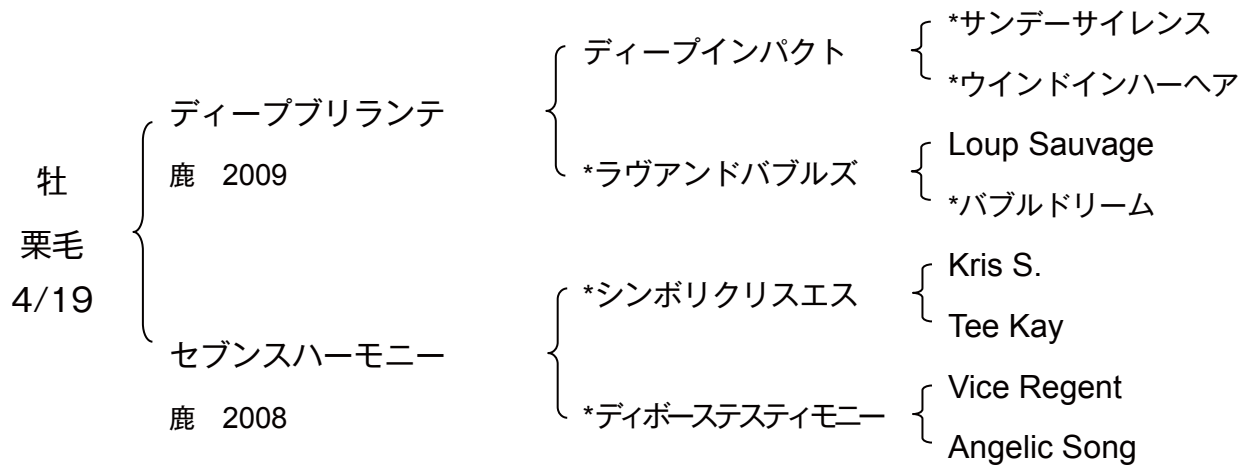 牡
栗毛
4/19
ディープブリランテ
鹿 2009
セブンスハーモニー
鹿 2008
ディープインパクト
*ラヴアンドバブルズ
*シンボリクリスエス
*ディボーステスティモニー
*サンデーサイレンス
*ウインドインハーヘア
Loup Sauvage
*バブルドリーム
Kris S.
Tee Kay
Vice Regent
Angelic Song